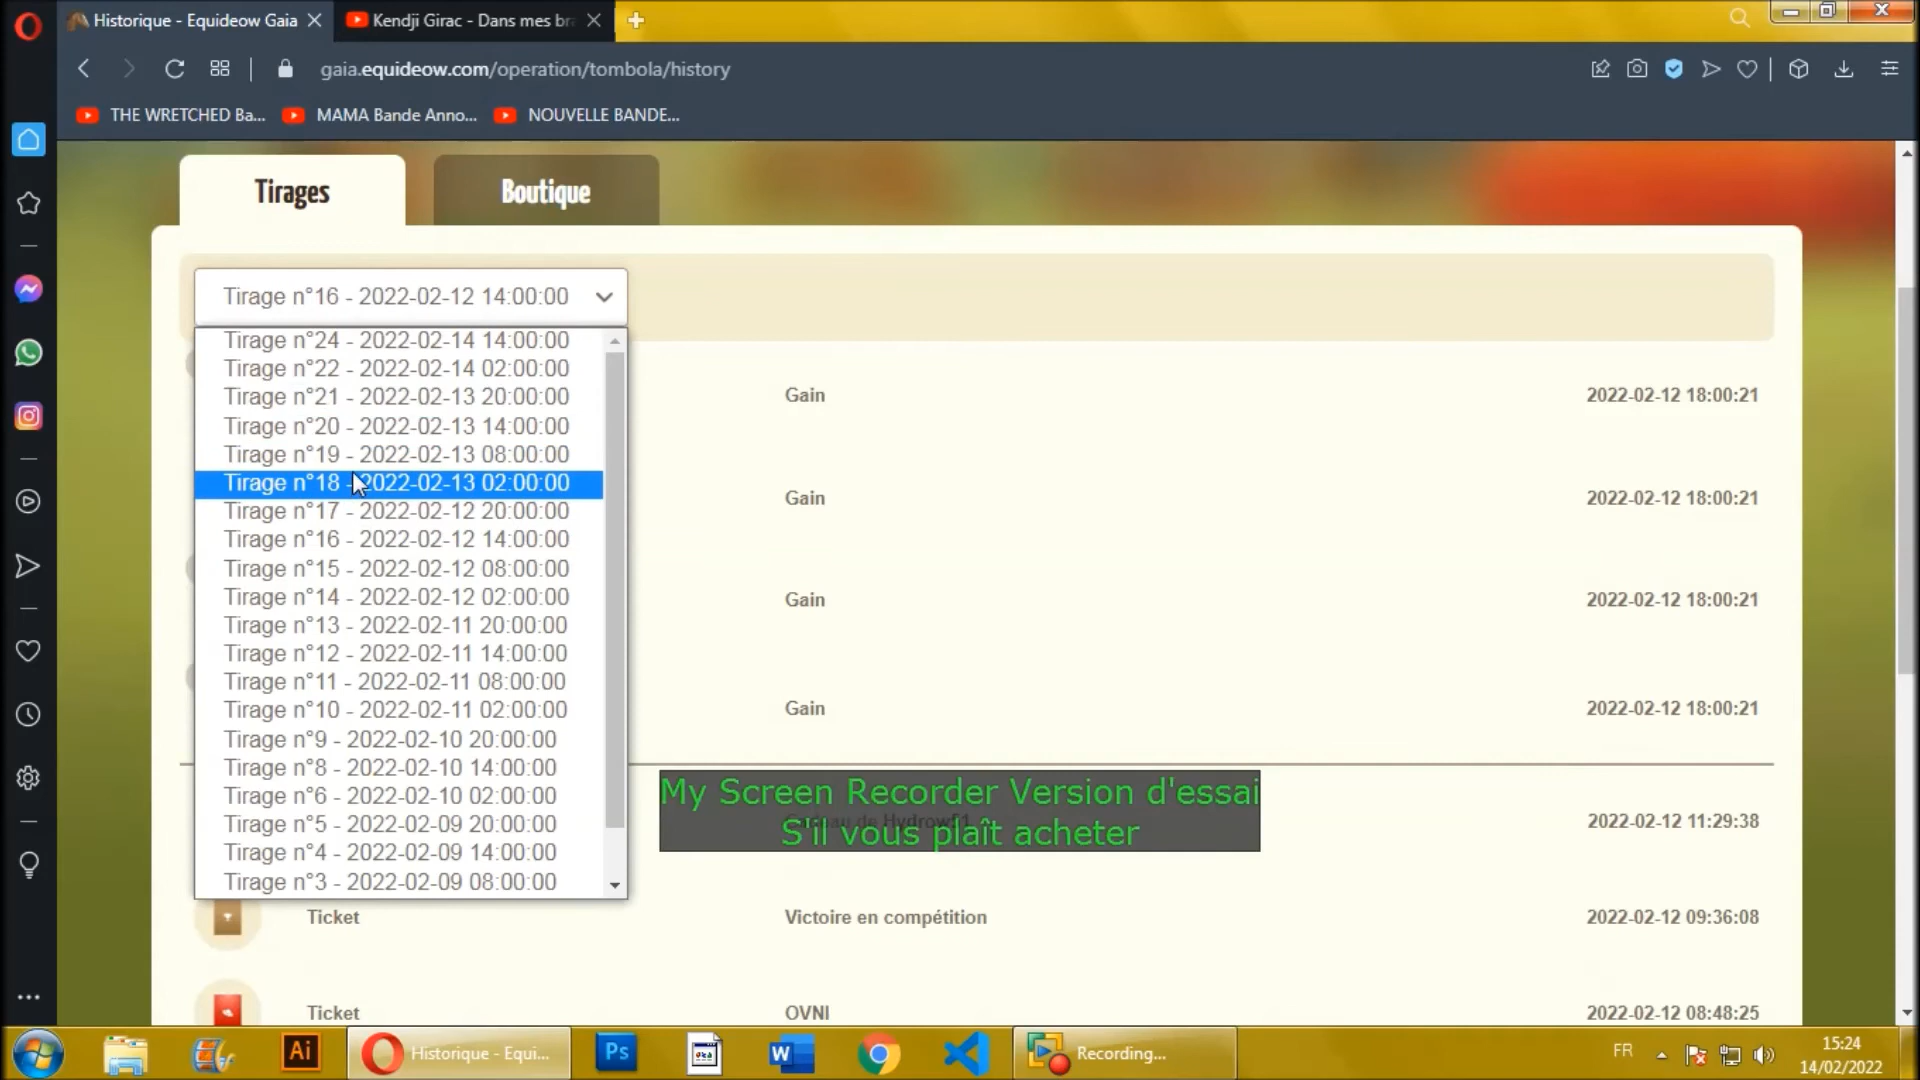 Historique - Equideow Gaia
Kendji Girac - Dans mes bra
gaia.equideow.com/operation/tombola/history
THE WRETCHED Ba...
MAMA Bande Anno...
NOUVELLE BANDE...
Tirages
Boutique
Tirage n°16 - 2022-02-12 14:00:00
Tirage n°24 - 2022-02-14 14:00:00
Tirage n°22 - 2022-02-14 02:00:00
Tirage n°21 - 2022-02-13 20:00:00
Tirage n°20 - 2022-02-13 14:00:00
Tirage n°19 - 2022-02-13 08:00:00
Tirage n°18 - 2022-02-13 02:00:00
Tirage n°17 - 2022-02-12 20:00:00
Tirage n°16 - 2022-02-12 14:00:00
Tirage n°15 - 2022-02-12 08:00:00
Tirage n°14 - 2022-02-12 02:00:00
Tirage n°13 - 2022-02-11 20:00:00
Tirage n°12 - 2022-02-11 14:00:00
Tirage n°11 - 2022-02-11 08:00:00
Tirage n°10 - 2022-02-11 02:00:00
Tirage n°9 - 2022-02-10 20:00:00
Tirage n°8 - 2022-02-10 14:00:00
Tirage n°6 - 2022-02-10 02:00:00
Tirage n°5 - 2022-02-09 20:00:00
Tirage n°4 - 2022-02-09 14:00:00
Tirage n°3 - 2022-02-09 08:00:00
Gain 2022-02-12 18:00:21
Gain 2022-02-12 18:00:21
Gain 2022-02-12 18:00:21
Gain 2022-02-12 18:00:21
My Screen Recorder Version d'essai
S'il vous plaît acheter
2022-02-12 11:29:38
Ticket Victoire en compétition 2022-02-12 09:36:08
Ticket OVNI 2022-02-12 08:48:25
Ai
Historique - Equi...
Ps
W
Recording...
FR
15:24
14/02/2022